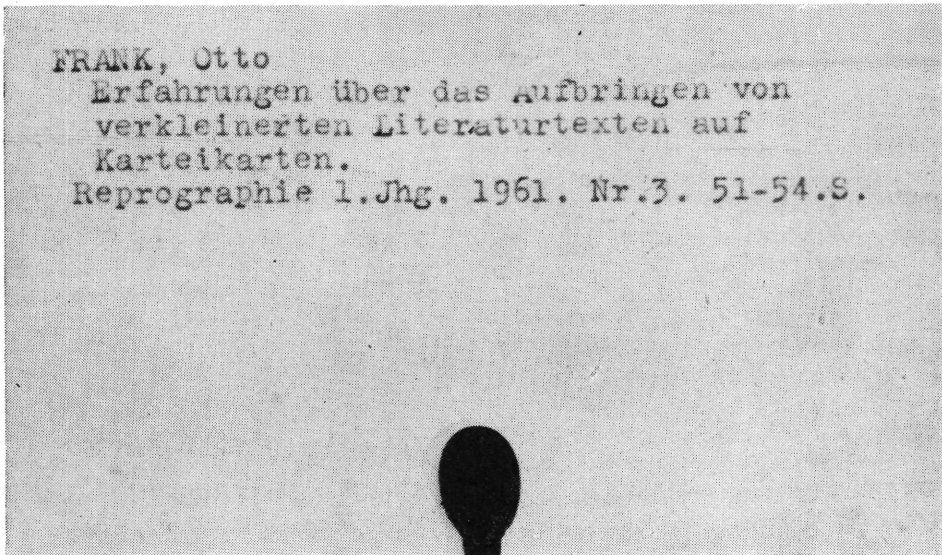 FRANK, Otto
Erfahrungen über das Aufbringen von
verkleinerten Literaturtexten auf
Karteikarten.
Reprographie 1.Jhg. 1961. Nr.3. 51-54.S.